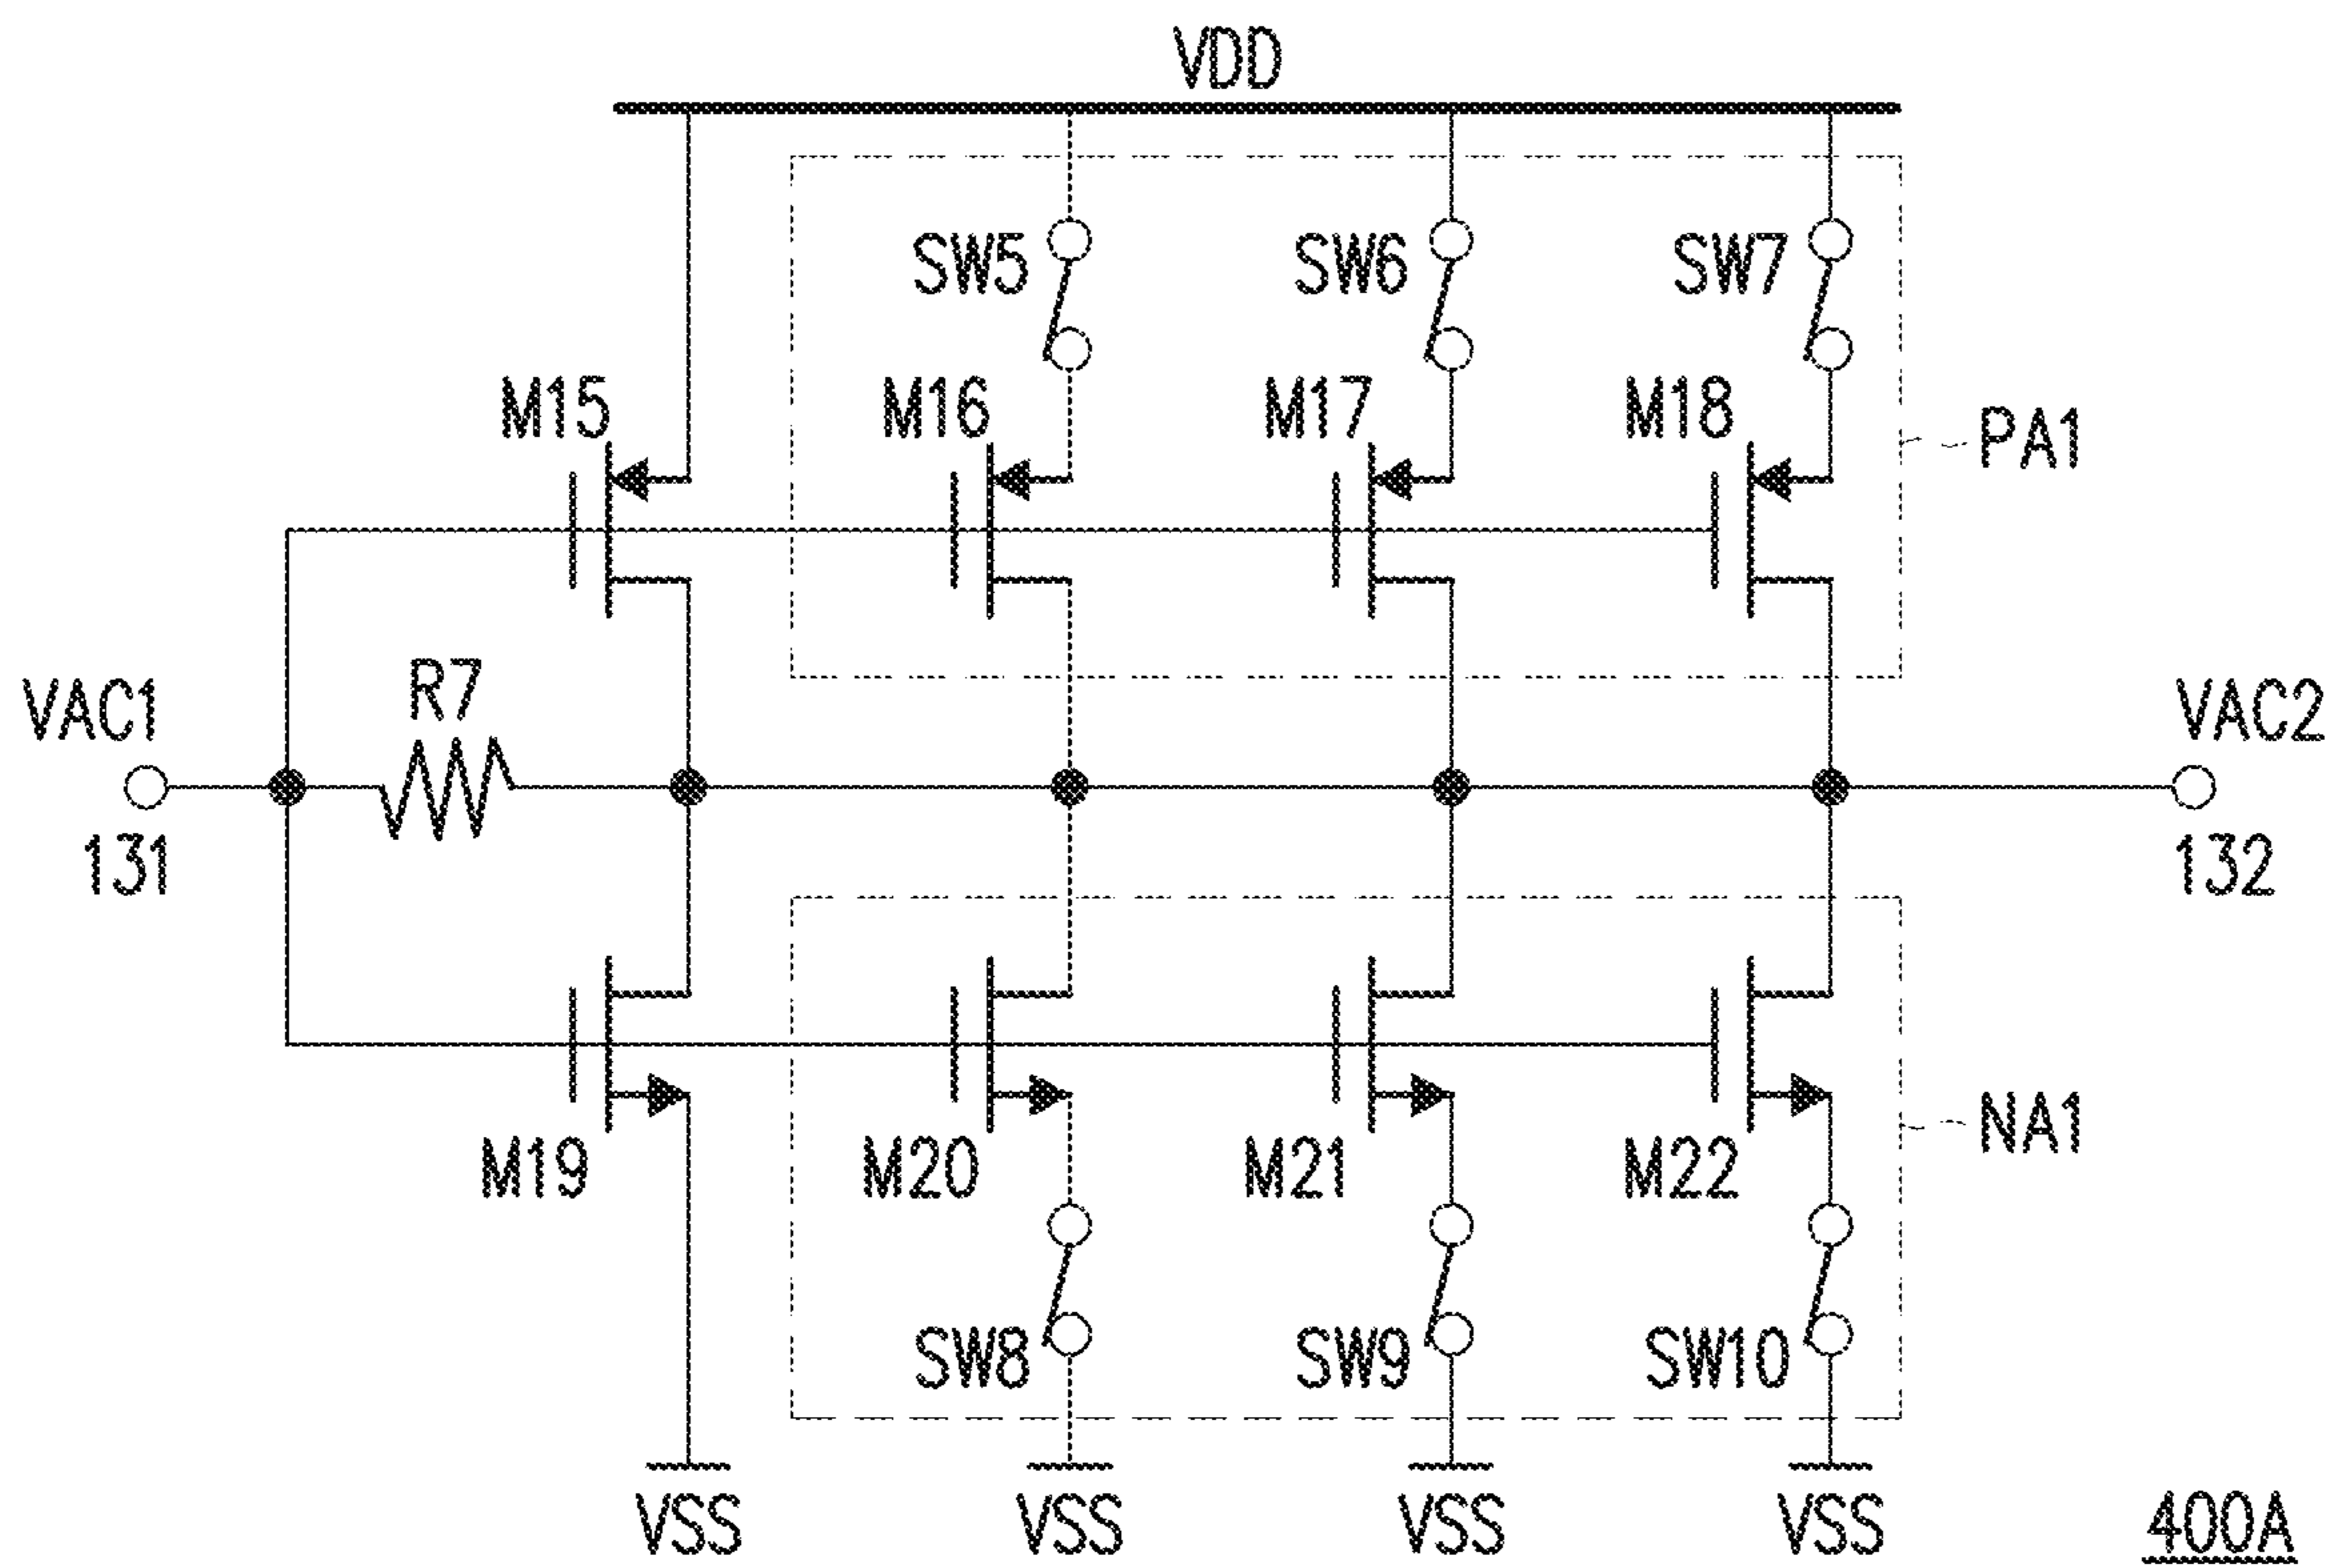 VDD
SW5 SW6 SW7
M15 M16 M17 M18 PA1
VAC1 R7 VAC2
131 132
M19 M20 M21 M22 NA1
SW8 SW9 SW10
VSS VSS VSS VSS
400A